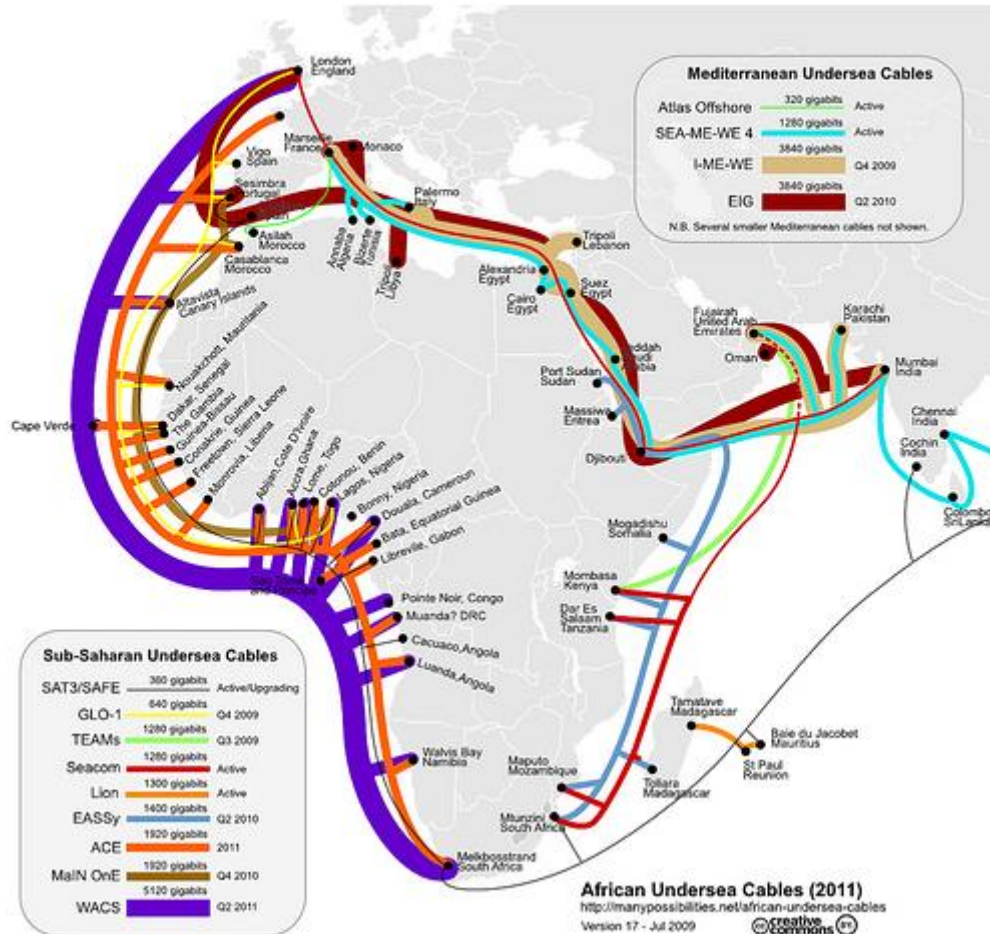 London
England
Vigo
Spain
Sesimbra
Portugal
Spain
Asilah
Morocco
Casablanca
Morocco
Altavista
Canary Islands
Marseille
France
Monaco
Palermo
Italy
Annaba
Algeria
Bizerte
Tunisia
Tripoli
Libya
Tripoli
Lebanon
Alexandria
Egypt
Cairo
Egypt
Suez
Egypt
Jeddah
Saudi
Arabia
Port Sudan
Sudan
Massiwa
Eritrea
Djibouti
Fujairah
United Arab
Emirates
Oman
Karachi
Pakistan
Mumbai
India
Chennai
India
Cochin
India
Colombo
Sri Lanka
Nouakchott, Mauritania
Dakar, Senegal
The Gambia
Guinea-Bissau
Conakrie, Guinea
Freetown, Sierra Leone
Monrovia, Liberia
Cape Verde
Abjian, Cote D'Ivoire
Accra, Ghana
Lome, Togo
Cotonou, Benin
Lagos, Nigeria
Bonny, Nigeria
Douala, Cameroun
Bata, Equatorial Guinea
Libreville, Gabon
Sao Tome
and Principe
Pointe Noir, Congo
Muanda? DRC
Cacuaco,Angola
Luanda,Angola
Walvis Bay
Namibia
Melkbosstrand
South Africa
Mogadishu
Somalia
Mombasa
Kenya
Dar Es
Salaam
Tanzania
Maputo
Mozambique
Mtunzini
South Africa
Toliara
Madagascar
Tamatave
Madagascar
Baie du Jacobet
Mauritius
St Paul
Reunion
Mediterranean Undersea Cables
Atlas Offshore 320 gigabits Active
SEA-ME-WE 4 1280 gigabits Active
I-ME-WE 3840 gigabits Q4 2009
EIG 3840 gigabits Q2 2010
N.B. Several smaller Mediterranean cables not shown.
Sub-Saharan Undersea Cables
SAT3/SAFE 360 gigabits Active/Upgrading
GLO-1 640 gigabits Q4 2009
TEAMs 1280 gigabits Q3 2009
Seacom 1280 gigabits Active
Lion 1300 gigabits Active
EASSy 1400 gigabits Q2 2010
ACE 1920 gigabits 2011
MaIN OnE 1920 gigabits Q4 2010
WACS 5120 gigabits Q2 2011
African Undersea Cables (2011)
http://manypossibilities.net/african-undersea-cables
Version 17 - Jul 2009
cc creative commons BY